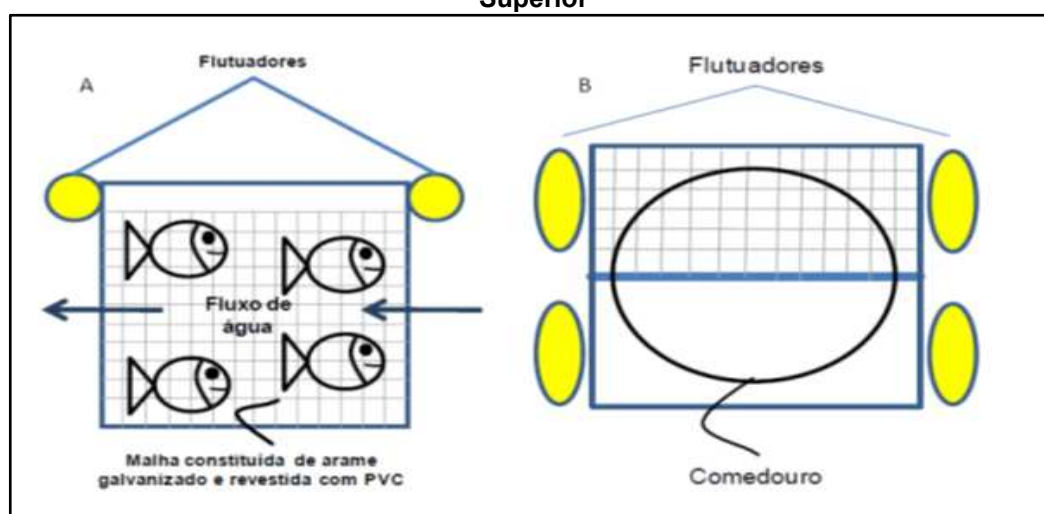 Superior
Flutuadores
A
Fluxo de
água
Malha constituída de arame
galvanizado e revestida com PVC
Flutuadores
B
Comedouro